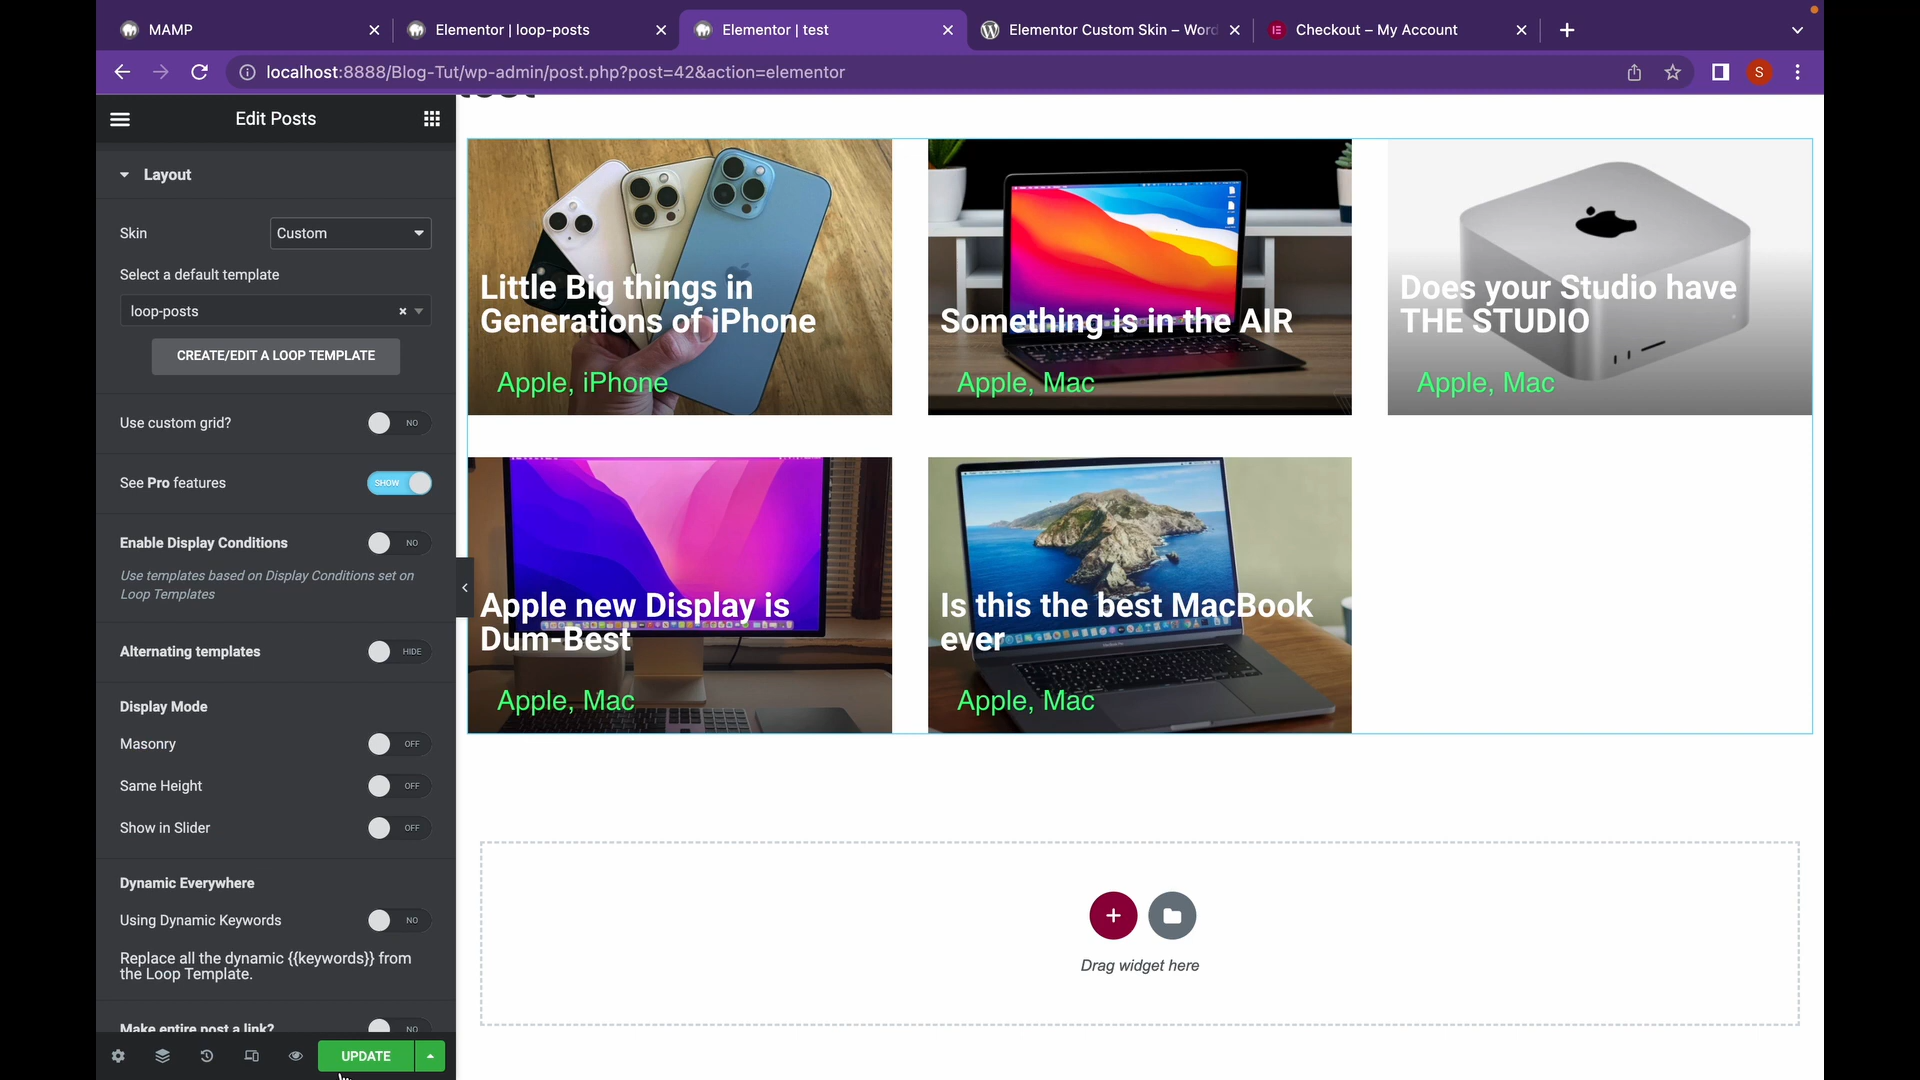 MAMP
Elementor | loop-posts
Elementor | test
Elementor Custom Skin – Word
Checkout – My Account
localhost:8888/Blog-Tut/wp-admin/post.php?post=42&action=elementor
S
Edit Posts
Layout
Skin
Custom
Select a default template
loop-posts
CREATE/EDIT A LOOP TEMPLATE
Use custom grid?
NO
See Pro features
SHOW
Enable Display Conditions
NO
Use templates based on Display Conditions set on
Loop Templates
Alternating templates
HIDE
Display Mode
Masonry
OFF
Same Height
OFF
Show in Slider
OFF
Dynamic Everywhere
Using Dynamic Keywords
NO
Replace all the dynamic {{keywords}} from
the Loop Template.
Make entire post a link?
NO
UPDATE
test
Little Big things in
Generations of iPhone
Apple, iPhone
Something is in the AIR
Apple, Mac
Does your Studio have
THE STUDIO
Apple, Mac
Apple new Display is
Dum-Best
Apple, Mac
Is this the best MacBook
ever
Apple, Mac
Drag widget here